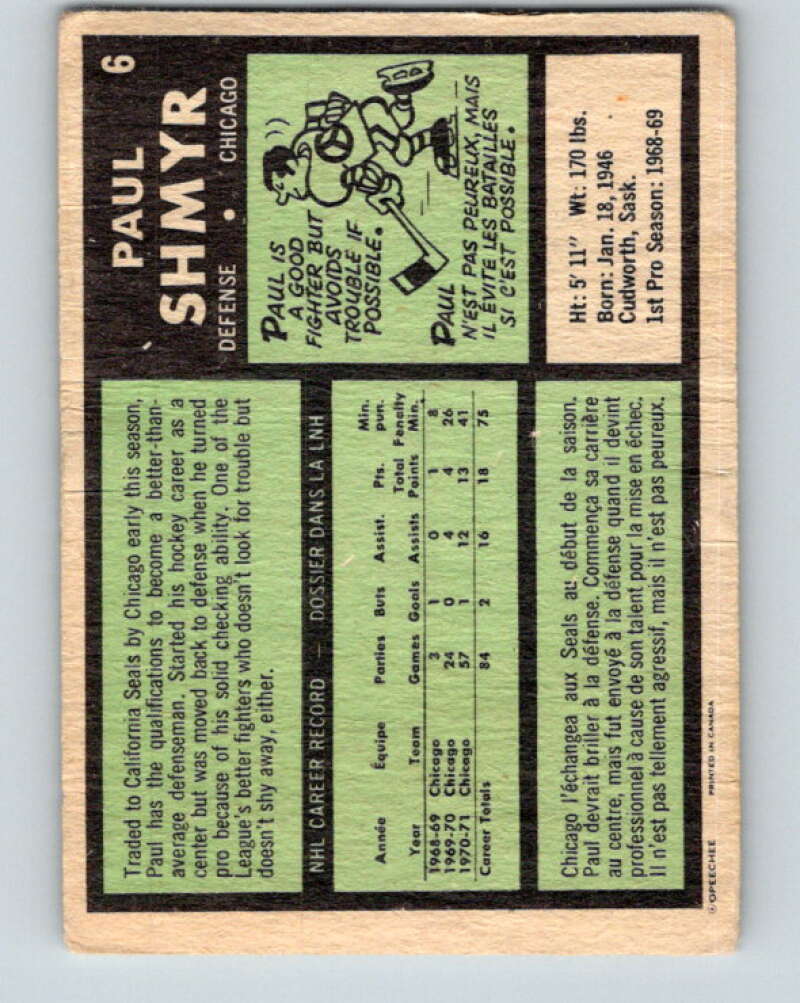 6
PAUL
SHMYR
DEFENSE • CHICAGO
Traded to California Seals by Chicago early this season,
Paul has the qualifications to become a better-than-
average defenseman. Started his hockey career as a
center but was moved back to defense when he turned
pro because of his solid checking ability. One of the
League's better fighters who doesn't look for trouble but
doesn't shy away, either.
PAUL IS
A GOOD
FIGHTER BUT
AVOIDS
TROUBLE IF
POSSIBLE.
PAUL
N'EST PAS PEUREUX, MAIS
IL ÉVITE LES BATAILLES
SI C'EST POSSIBLE.
NHL CAREER RECORD — DOSSIER DANS LA LNH
Année Équipe Parties Buts Assist. Pts. Min. pun.
Year Team Games Goals Assists Total Points Penalty Min.
1968-69 Chicago 3 1 0 1 8
1969-70 Chicago 24 0 4 4 26
1970-71 Chicago 57 1 12 13 41
Career Totals 84 2 16 18 75
Ht: 5' 11" Wt: 170 lbs.
Born: Jan. 18, 1946
Cudworth, Sask.
1st Pro Season: 1968-69
Chicago l'échangea aux Seals au début de la saison.
Paul devrait briller à la défense. Commença sa carrière
au centre, mais fut envoyé à la défense quand il devint
professionnel à cause de son talent pour la mise en échec.
Il n'est pas tellement agressif, mais il n'est pas peureux.
© OPEECHEE PRINTED IN CANADA